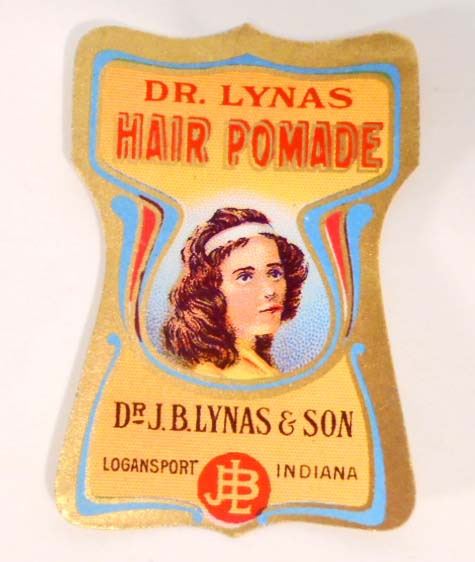 DR. LYNAS
HAIR POMADE
DR J.B. LYNAS & SON
LOGANSPORT JBL INDIANA